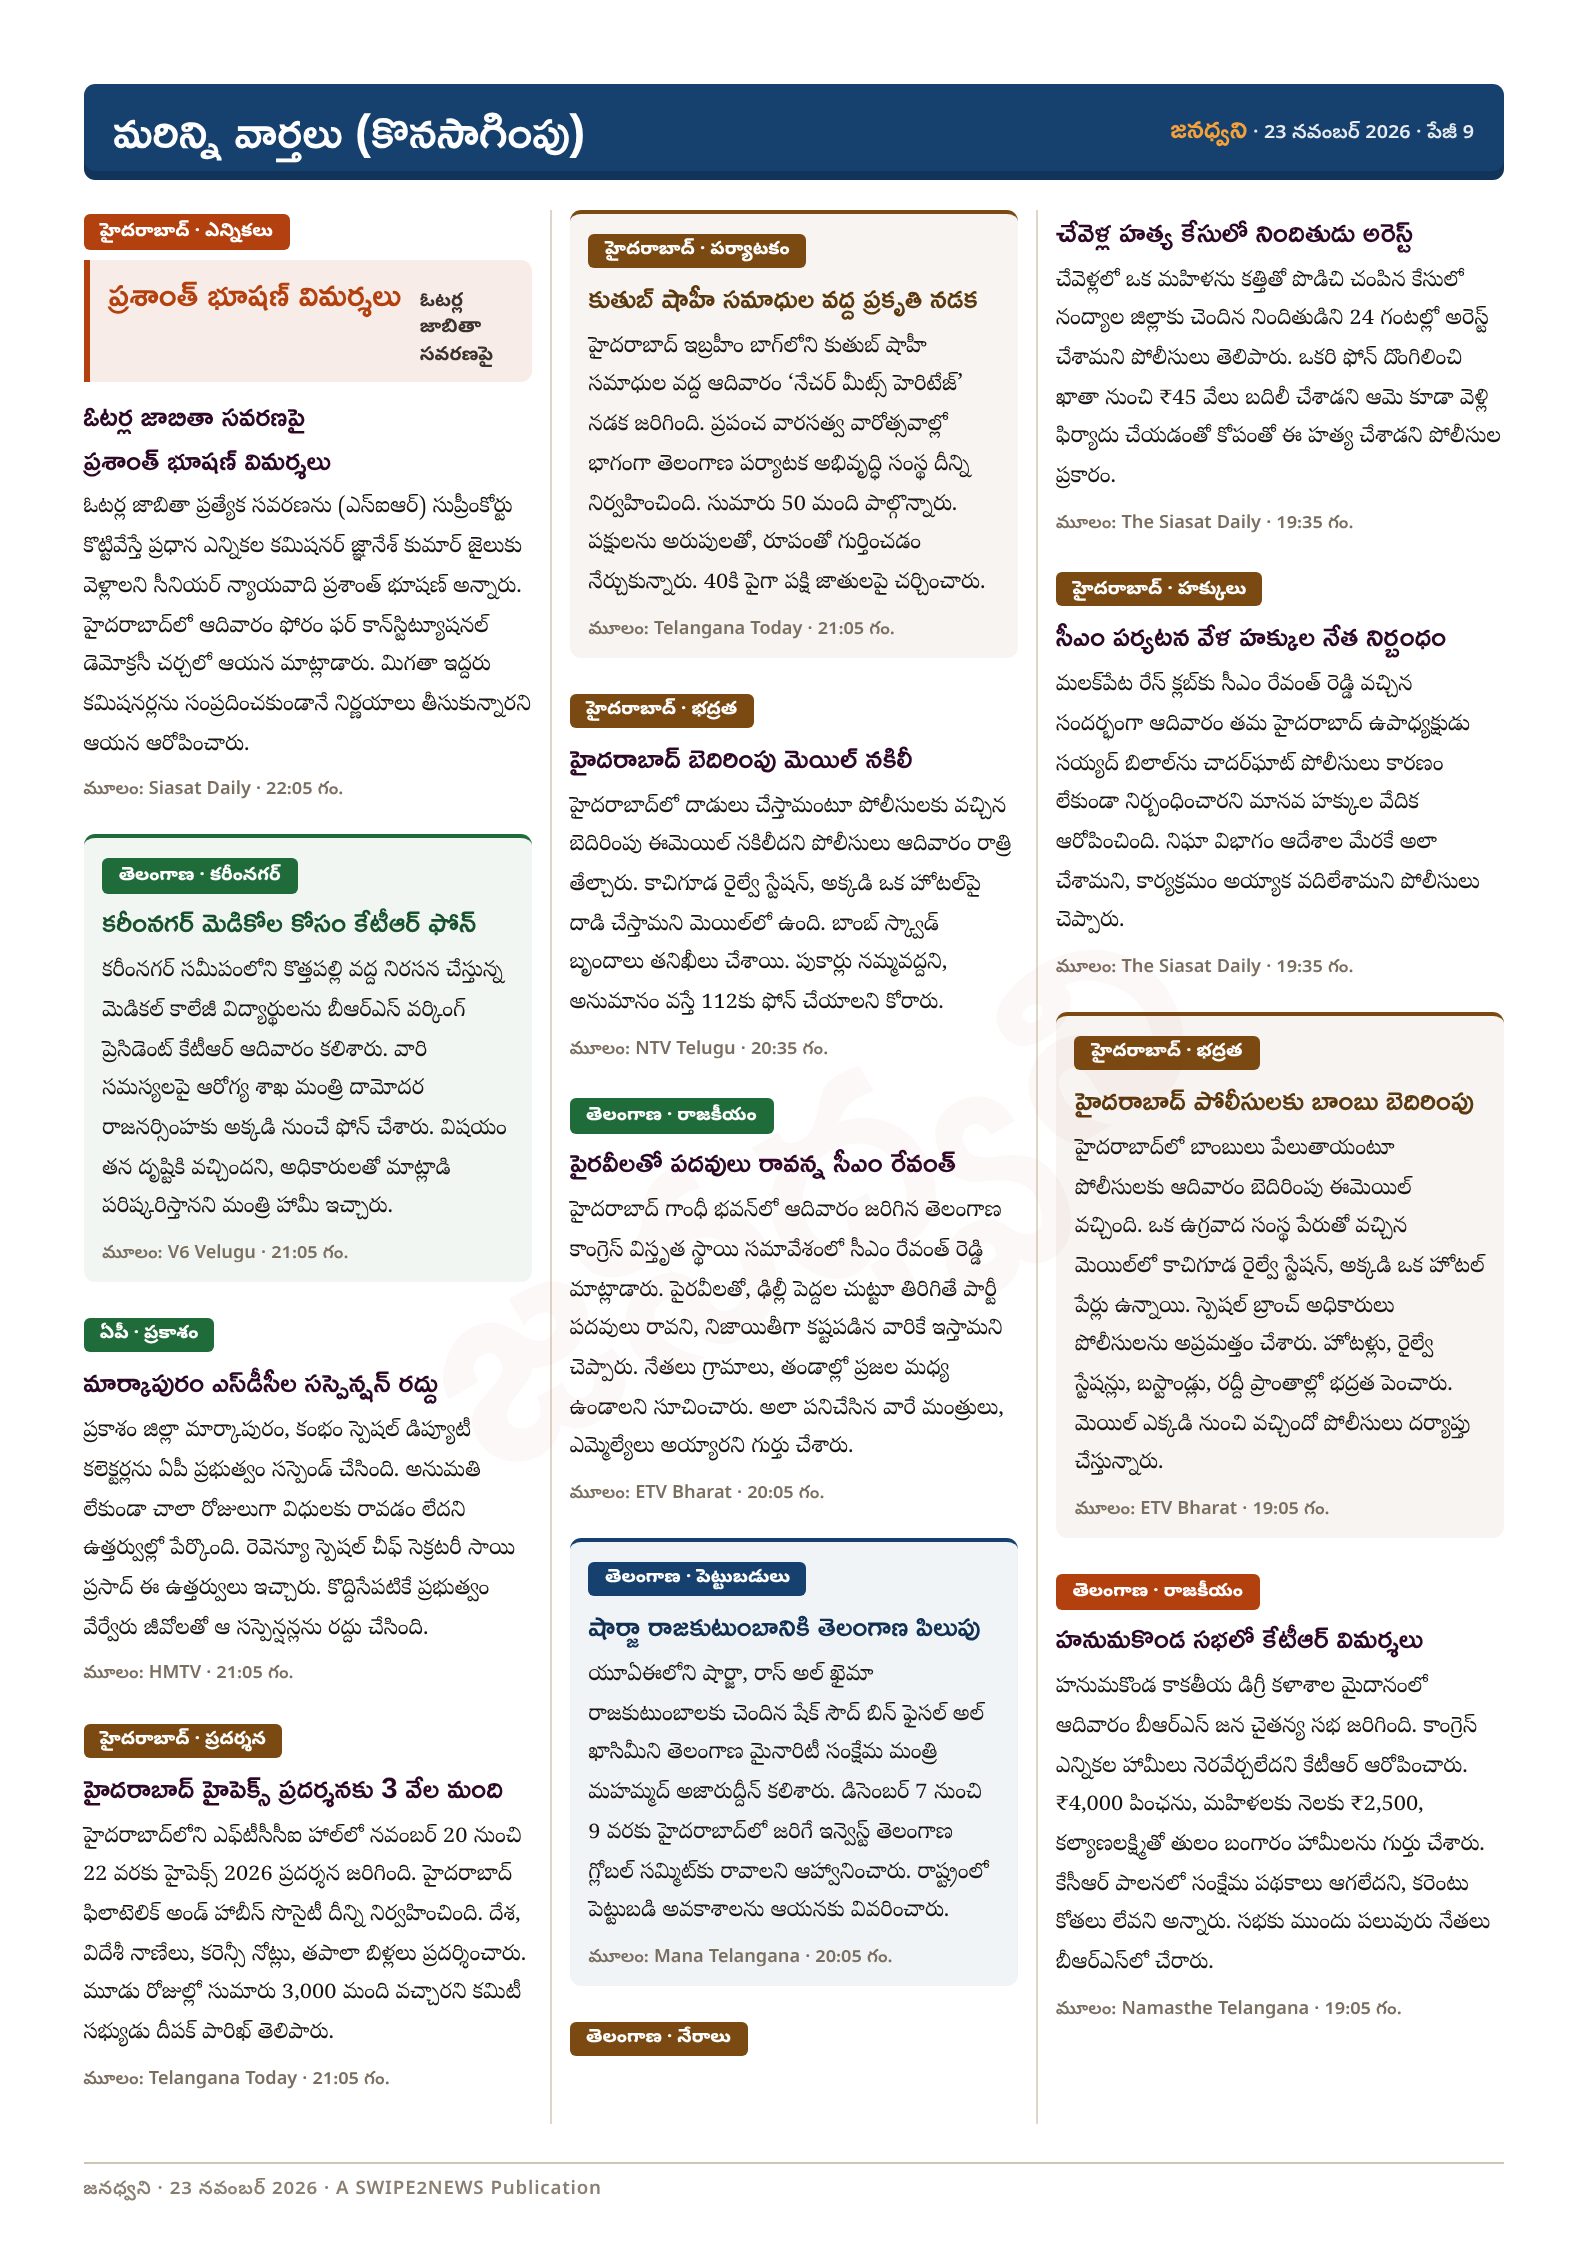 మరిన్ని వార్తలు (కొనసాగింపు)
జనధ్వని · 23 నవంబర్ 2026 · పేజీ 9
హైదరాబాద్ · ఎన్నికలు
ప్రశాంత్ భూషణ్ విమర్శలు
ఓటర్ల
జాబితా
సవరణపై
ఓటర్ల జాబితా సవరణపై
ప్రశాంత్ భూషణ్ విమర్శలు
ఓటర్ల జాబితా ప్రత్యేక సవరణను (ఎస్ఐఆర్) సుప్రీంకోర్టు
కొట్టివేస్తే ప్రధాన ఎన్నికల కమిషనర్ జ్ఞానేశ్ కుమార్ జైలుకు
వెళ్లాలని సీనియర్ న్యాయవాది ప్రశాంత్ భూషణ్ అన్నారు.
హైదరాబాద్‌లో ఆదివారం ఫోరం ఫర్ కాన్‌స్టిట్యూషనల్
డెమోక్రసీ చర్చలో ఆయన మాట్లాడారు. మిగతా ఇద్దరు
కమిషనర్లను సంప్రదించకుండానే నిర్ణయాలు తీసుకున్నారని
ఆయన ఆరోపించారు.
మూలం: Siasat Daily · 22:05 గం.
తెలంగాణ · కరీంనగర్
కరీంనగర్ మెడికోల కోసం కేటీఆర్ ఫోన్
కరీంనగర్ సమీపంలోని కొత్తపల్లి వద్ద నిరసన చేస్తున్న
మెడికల్ కాలేజీ విద్యార్థులను బీఆర్ఎస్ వర్కింగ్
ప్రెసిడెంట్ కేటీఆర్ ఆదివారం కలిశారు. వారి
సమస్యలపై ఆరోగ్య శాఖ మంత్రి దామోదర
రాజనర్సింహకు అక్కడి నుంచే ఫోన్ చేశారు. విషయం
తన దృష్టికి వచ్చిందని, అధికారులతో మాట్లాడి
పరిష్కరిస్తానని మంత్రి హామీ ఇచ్చారు.
మూలం: V6 Velugu · 21:05 గం.
ఏపీ · ప్రకాశం
మార్కాపురం ఎస్‌డీసీల సస్పెన్షన్ రద్దు
ప్రకాశం జిల్లా మార్కాపురం, కంభం స్పెషల్ డిప్యూటీ
కలెక్టర్లను ఏపీ ప్రభుత్వం సస్పెండ్ చేసింది. అనుమతి
లేకుండా చాలా రోజులుగా విధులకు రావడం లేదని
ఉత్తర్వుల్లో పేర్కొంది. రెవెన్యూ స్పెషల్ చీఫ్ సెక్రటరీ సాయి
ప్రసాద్ ఈ ఉత్తర్వులు ఇచ్చారు. కొద్దిసేపటికే ప్రభుత్వం
వేర్వేరు జీవోలతో ఆ సస్పెన్షన్లను రద్దు చేసింది.
మూలం: HMTV · 21:05 గం.
హైదరాబాద్ · ప్రదర్శన
హైదరాబాద్ హైపెక్స్ ప్రదర్శనకు 3 వేల మంది
హైదరాబాద్‌లోని ఎఫ్‌టీసీసీఐ హాల్‌లో నవంబర్ 20 నుంచి
22 వరకు హైపెక్స్ 2026 ప్రదర్శన జరిగింది. హైదరాబాద్
ఫిలాటెలిక్ అండ్ హాబీస్ సొసైటీ దీన్ని నిర్వహించింది. దేశ,
విదేశీ నాణేలు, కరెన్సీ నోట్లు, తపాలా బిళ్లలు ప్రదర్శించారు.
మూడు రోజుల్లో సుమారు 3,000 మంది వచ్చారని కమిటీ
సభ్యుడు దీపక్ పారిఖ్ తెలిపారు.
మూలం: Telangana Today · 21:05 గం.
హైదరాబాద్ · పర్యాటకం
కుతుబ్ షాహీ సమాధుల వద్ద ప్రకృతి నడక
హైదరాబాద్ ఇబ్రహీం బాగ్‌లోని కుతుబ్ షాహీ
సమాధుల వద్ద ఆదివారం ‘నేచర్ మీట్స్ హెరిటేజ్’
నడక జరిగింది. ప్రపంచ వారసత్వ వారోత్సవాల్లో
భాగంగా తెలంగాణ పర్యాటక అభివృద్ధి సంస్థ దీన్ని
నిర్వహించింది. సుమారు 50 మంది పాల్గొన్నారు.
పక్షులను అరుపులతో, రూపంతో గుర్తించడం
నేర్చుకున్నారు. 40కి పైగా పక్షి జాతులపై చర్చించారు.
మూలం: Telangana Today · 21:05 గం.
హైదరాబాద్ · భద్రత
హైదరాబాద్ బెదిరింపు మెయిల్ నకిలీ
హైదరాబాద్‌లో దాడులు చేస్తామంటూ పోలీసులకు వచ్చిన
బెదిరింపు ఈమెయిల్ నకిలీదని పోలీసులు ఆదివారం రాత్రి
తేల్చారు. కాచిగూడ రైల్వే స్టేషన్, అక్కడి ఒక హోటల్‌పై
దాడి చేస్తామని మెయిల్‌లో ఉంది. బాంబ్ స్క్వాడ్
బృందాలు తనిఖీలు చేశాయి. పుకార్లు నమ్మవద్దని,
అనుమానం వస్తే 112కు ఫోన్ చేయాలని కోరారు.
మూలం: NTV Telugu · 20:35 గం.
తెలంగాణ · రాజకీయం
పైరవీలతో పదవులు రావన్న సీఎం రేవంత్
హైదరాబాద్ గాంధీ భవన్‌లో ఆదివారం జరిగిన తెలంగాణ
కాంగ్రెస్ విస్తృత స్థాయి సమావేశంలో సీఎం రేవంత్ రెడ్డి
మాట్లాడారు. పైరవీలతో, ఢిల్లీ పెద్దల చుట్టూ తిరిగితే పార్టీ
పదవులు రావని, నిజాయితీగా కష్టపడిన వారికే ఇస్తామని
చెప్పారు. నేతలు గ్రామాలు, తండాల్లో ప్రజల మధ్య
ఉండాలని సూచించారు. అలా పనిచేసిన వారే మంత్రులు,
ఎమ్మెల్యేలు అయ్యారని గుర్తు చేశారు.
మూలం: ETV Bharat · 20:05 గం.
తెలంగాణ · పెట్టుబడులు
షార్జా రాజకుటుంబానికి తెలంగాణ పిలుపు
యూఏఈలోని షార్జా, రాస్ అల్ ఖైమా
రాజకుటుంబాలకు చెందిన షేక్ సౌద్ బిన్ ఫైసల్ అల్
ఖాసిమీని తెలంగాణ మైనారిటీ సంక్షేమ మంత్రి
మహమ్మద్ అజారుద్దీన్ కలిశారు. డిసెంబర్ 7 నుంచి
9 వరకు హైదరాబాద్‌లో జరిగే ఇన్వెస్ట్ తెలంగాణ
గ్లోబల్ సమ్మిట్‌కు రావాలని ఆహ్వానించారు. రాష్ట్రంలో
పెట్టుబడి అవకాశాలను ఆయనకు వివరించారు.
మూలం: Mana Telangana · 20:05 గం.
తెలంగాణ · నేరాలు
చేవెళ్ల హత్య కేసులో నిందితుడు అరెస్ట్
చేవెళ్లలో ఒక మహిళను కత్తితో పొడిచి చంపిన కేసులో
నంద్యాల జిల్లాకు చెందిన నిందితుడిని 24 గంటల్లో అరెస్ట్
చేశామని పోలీసులు తెలిపారు. ఒకరి ఫోన్ దొంగిలించి
ఖాతా నుంచి ₹45 వేలు బదిలీ చేశాడని ఆమె కూడా వెళ్లి
ఫిర్యాదు చేయడంతో కోపంతో ఈ హత్య చేశాడని పోలీసుల
ప్రకారం.
మూలం: The Siasat Daily · 19:35 గం.
హైదరాబాద్ · హక్కులు
సీఎం పర్యటన వేళ హక్కుల నేత నిర్బంధం
మలక్‌పేట రేస్ క్లబ్‌కు సీఎం రేవంత్ రెడ్డి వచ్చిన
సందర్భంగా ఆదివారం తమ హైదరాబాద్ ఉపాధ్యక్షుడు
సయ్యద్ బిలాల్‌ను చాదర్‌ఘాట్ పోలీసులు కారణం
లేకుండా నిర్బంధించారని మానవ హక్కుల వేదిక
ఆరోపించింది. నిఘా విభాగం ఆదేశాల మేరకే అలా
చేశామని, కార్యక్రమం అయ్యాక వదిలేశామని పోలీసులు
చెప్పారు.
మూలం: The Siasat Daily · 19:35 గం.
హైదరాబాద్ · భద్రత
హైదరాబాద్ పోలీసులకు బాంబు బెదిరింపు
హైదరాబాద్‌లో బాంబులు పేలుతాయంటూ
పోలీసులకు ఆదివారం బెదిరింపు ఈమెయిల్
వచ్చింది. ఒక ఉగ్రవాద సంస్థ పేరుతో వచ్చిన
మెయిల్‌లో కాచిగూడ రైల్వే స్టేషన్, అక్కడి ఒక హోటల్
పేర్లు ఉన్నాయి. స్పెషల్ బ్రాంచ్ అధికారులు
పోలీసులను అప్రమత్తం చేశారు. హోటళ్లు, రైల్వే
స్టేషన్లు, బస్టాండ్లు, రద్దీ ప్రాంతాల్లో భద్రత పెంచారు.
మెయిల్ ఎక్కడి నుంచి వచ్చిందో పోలీసులు దర్యాప్తు
చేస్తున్నారు.
మూలం: ETV Bharat · 19:05 గం.
తెలంగాణ · రాజకీయం
హనుమకొండ సభలో కేటీఆర్ విమర్శలు
హనుమకొండ కాకతీయ డిగ్రీ కళాశాల మైదానంలో
ఆదివారం బీఆర్ఎస్ జన చైతన్య సభ జరిగింది. కాంగ్రెస్
ఎన్నికల హామీలు నెరవేర్చలేదని కేటీఆర్ ఆరోపించారు.
₹4,000 పింఛను, మహిళలకు నెలకు ₹2,500,
కల్యాణలక్ష్మితో తులం బంగారం హామీలను గుర్తు చేశారు.
కేసీఆర్ పాలనలో సంక్షేమ పథకాలు ఆగలేదని, కరెంటు
కోతలు లేవని అన్నారు. సభకు ముందు పలువురు నేతలు
బీఆర్ఎస్‌లో చేరారు.
మూలం: Namasthe Telangana · 19:05 గం.
జనధ్వని
జనధ్వని · 23 నవంబర్ 2026 · A SWIPE2NEWS Publication